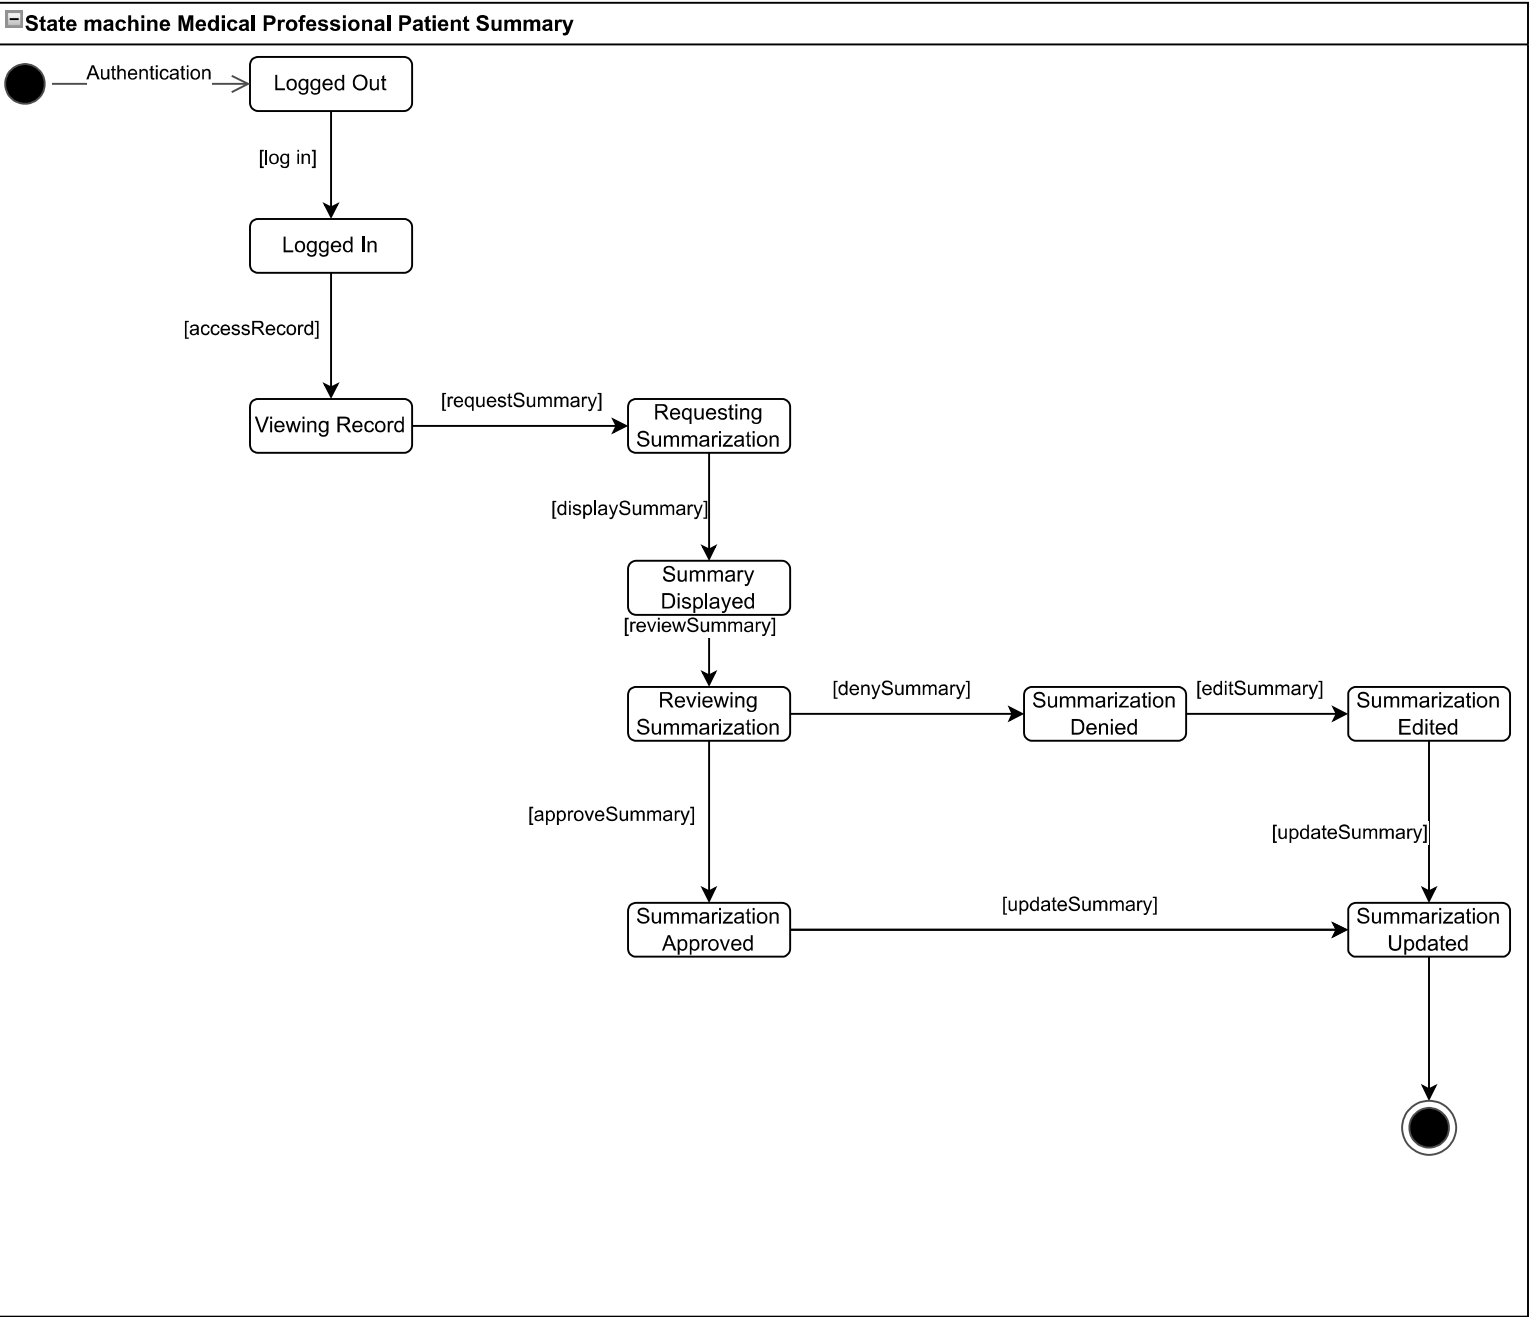 State machine Medical Professional Patient Summary
Authentication
Logged Out
[log in]
Logged In
[accessRecord]
Viewing Record
[requestSummary]
Requesting
Summarization
[displaySummary]
Summary
Displayed
[reviewSummary]
Reviewing
Summarization
[denySummary]
Summarization
Denied
[editSummary]
Summarization
Edited
[approveSummary]
[updateSummary]
Summarization
Approved
[updateSummary]
Summarization
Updated